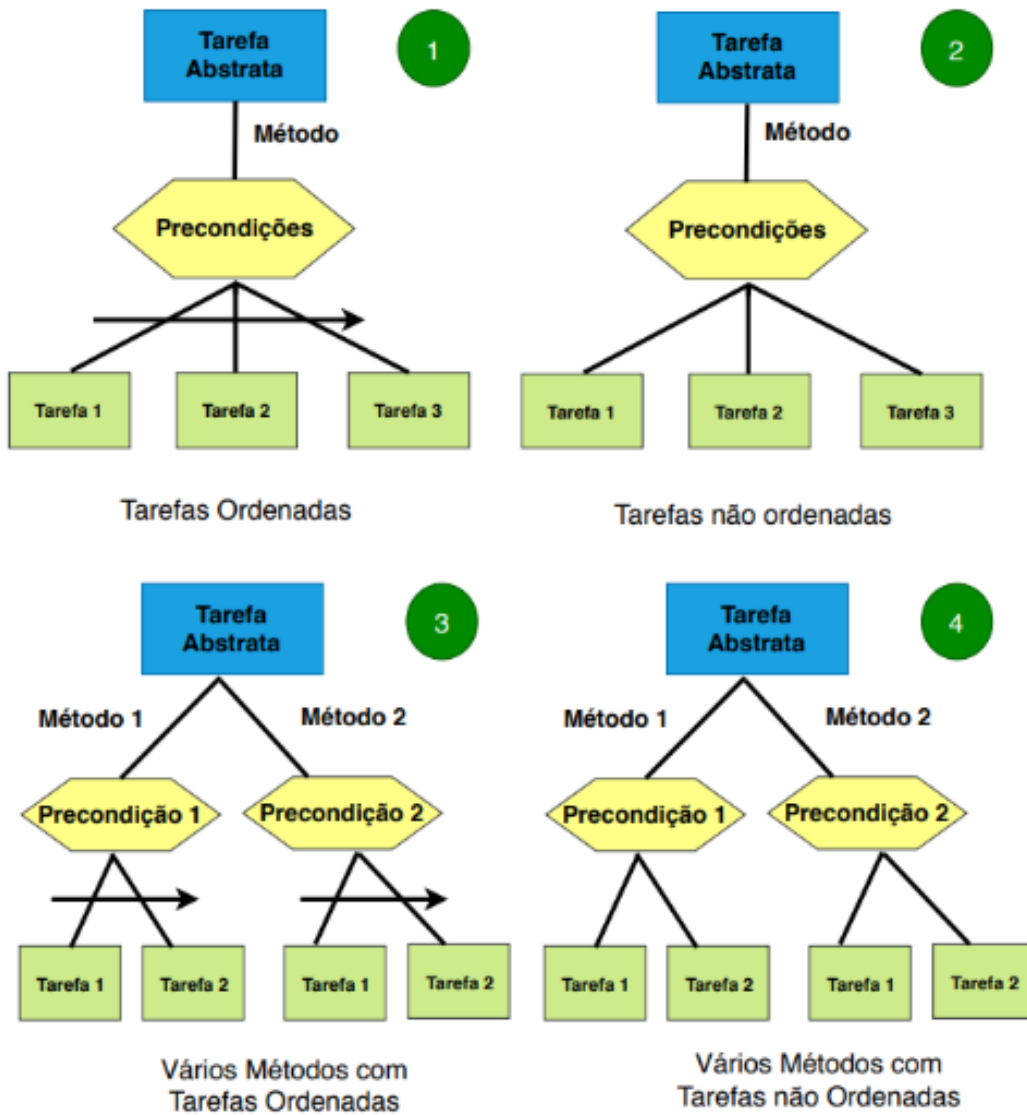 Tarefa
Abstrata
1
Método
Precondições
Tarefa 1
Tarefa 2
Tarefa 3
Tarefas Ordenadas
Tarefa
Abstrata
2
Método
Precondições
Tarefa 1
Tarefa 2
Tarefa 3
Tarefas não ordenadas
Tarefa
Abstrata
3
Método 1
Método 2
Precondição 1
Precondição 2
Tarefa 1
Tarefa 2
Tarefa 1
Tarefa 2
Vários Métodos com
Tarefas Ordenadas
Tarefa
Abstrata
4
Método 1
Método 2
Precondição 1
Precondição 2
Tarefa 1
Tarefa 2
Tarefa 1
Tarefa 2
Vários Métodos com
Tarefas não Ordenadas